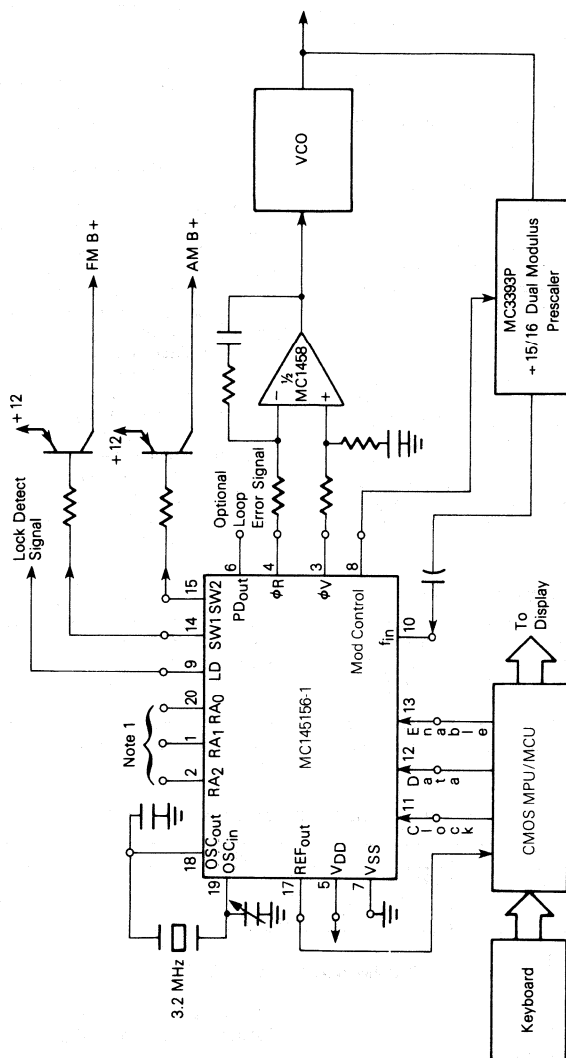 + 12
FM B +
+ 12
AM B +
Lock Detect
Signal
VCO
½
MC1458
−
+
Optional
Loop
Error Signal
MC3393P
+ 15/16 Dual Modulus
Prescaler
Note 1
3.2 MHz
18
OSCout
19
OSCin
2
RA2
1
RA1
20
RA0
9
LD
14
SW1
15
SW2
6
PDout
4
ϕR
3
ϕV
8
Mod Control
10
fin
MC145156-1
17
REFout
5
VDD
7
VSS
11
Clock
12
Data
13
Enable
CMOS MPU/MCU
To
Display
Keyboard